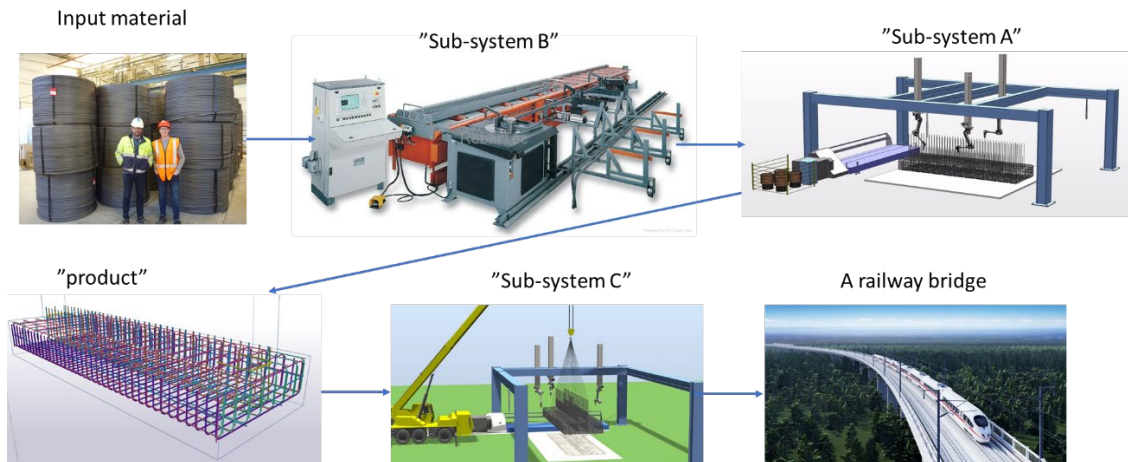 Input material
”Sub-system B”
”Sub-system A”
”product”
”Sub-system C”
A railway bridge